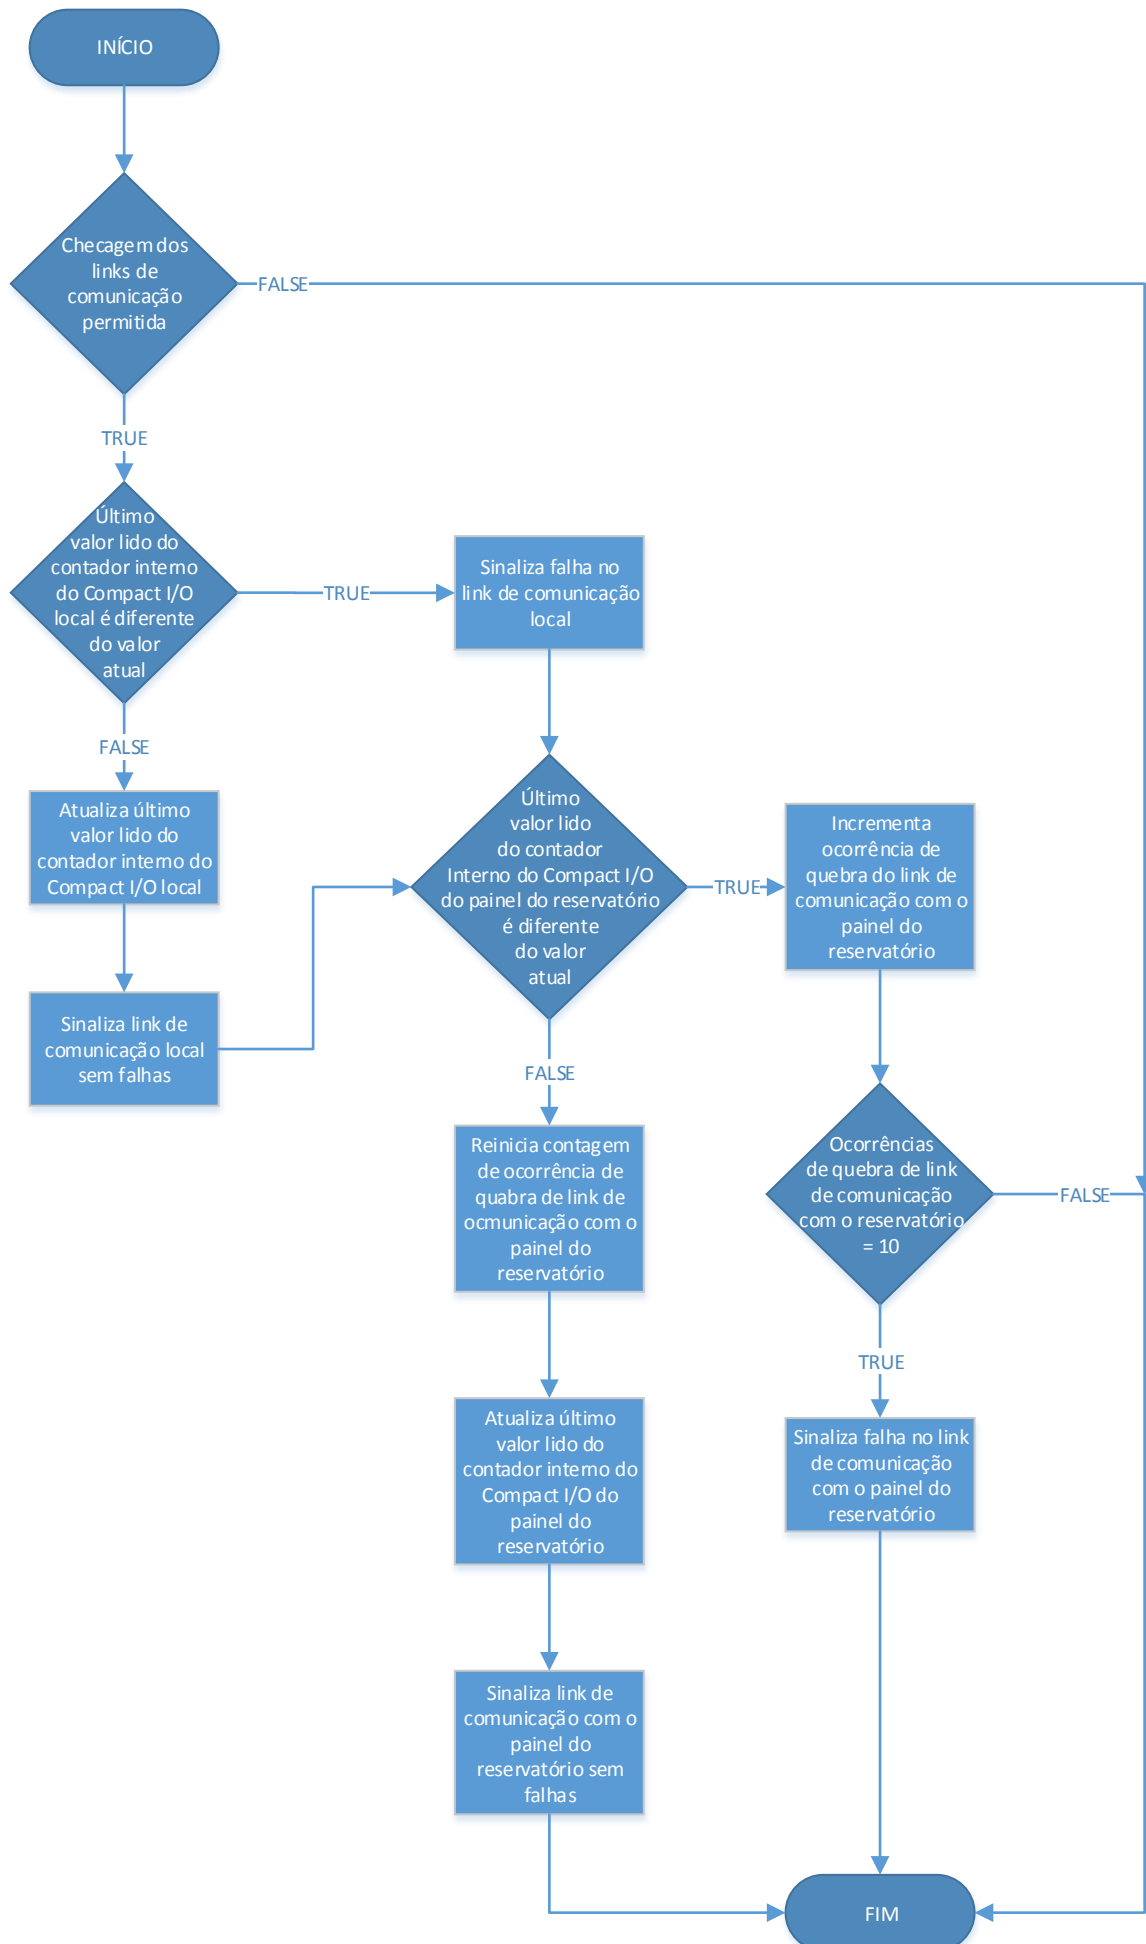 INÍCIO
Checagem dos
links de
comunicação
permitida
FALSE
TRUE
Último
valor lido do
contador interno
do Compact I/O
local é diferente
do valor
atual
TRUE
Sinaliza falha no
link de comunicação
local
FALSE
Atualiza último
valor lido do
contador interno do
Compact I/O local
Sinaliza link de
comunicação local
sem falhas
Último
valor lido
do contador
Interno do Compact I/O
do painel do reservatório
é diferente
do valor
atual
TRUE
Incrementa
ocorrência de
quebra do link de
comunicação com o
painel do
reservatório
FALSE
Reinicia contagem
de ocorrência de
quabra de link de
ocmunicação com o
painel do
reservatório
Ocorrências
de quebra de link
de comunicação
com o reservatório
= 10
FALSE
TRUE
Atualiza último
valor lido do
contador interno do
Compact I/O do
painel do
reservatório
Sinaliza falha no link
de comunicação
com o painel do
reservatório
Sinaliza link de
comunicação com o
painel do
reservatório sem
falhas
FIM